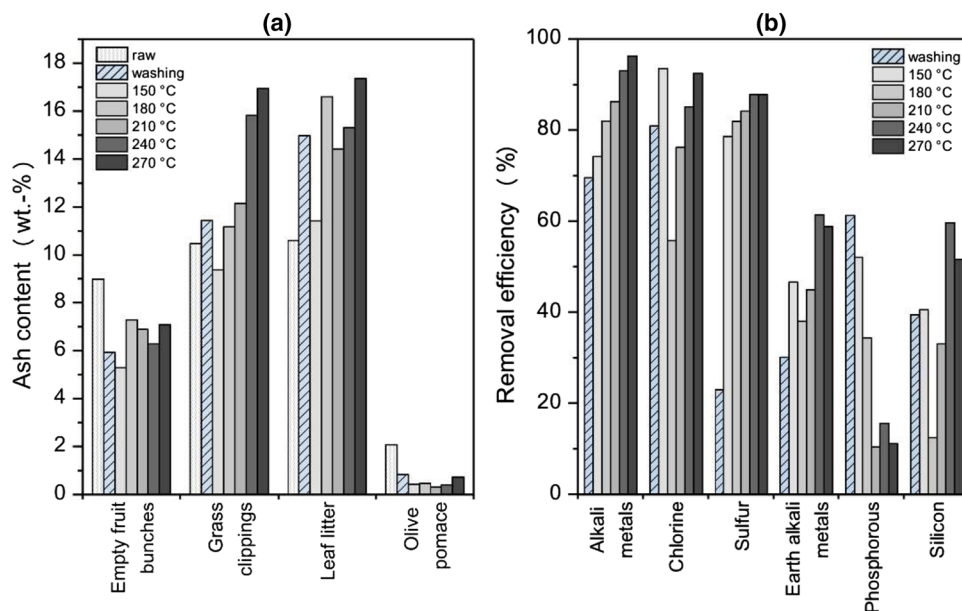 (a)
Ash content (wt.-%)
18
16
14
12
10
8
6
4
2
0
raw
washing
150 °C
180 °C
210 °C
240 °C
270 °C
Empty fruit
bunches
Grass
clippings
Leaf litter
Olive
pomace
(b)
Removal efficiency (%)
100
80
60
40
20
0
washing
150 °C
180 °C
210 °C
240 °C
270 °C
Alkali
metals
Chlorine
Sulfur
Earth alkali
metals
Phosphorous
Silicon